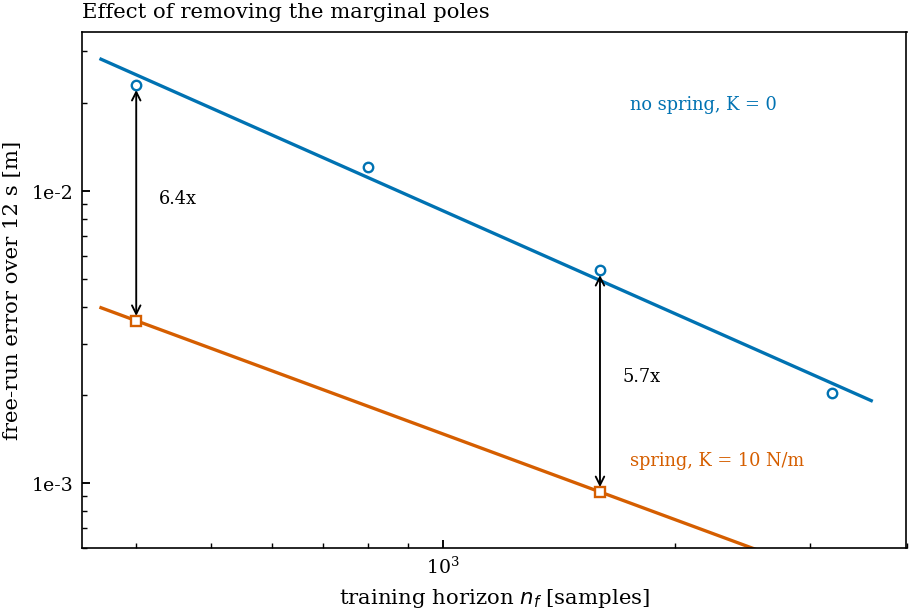 Effect of removing the marginal poles
free-run error over 12 s [m]
1e-2
1e-3
no spring, K = 0
6.4x
5.7x
spring, K = 10 N/m
10³
training horizon n_f [samples]